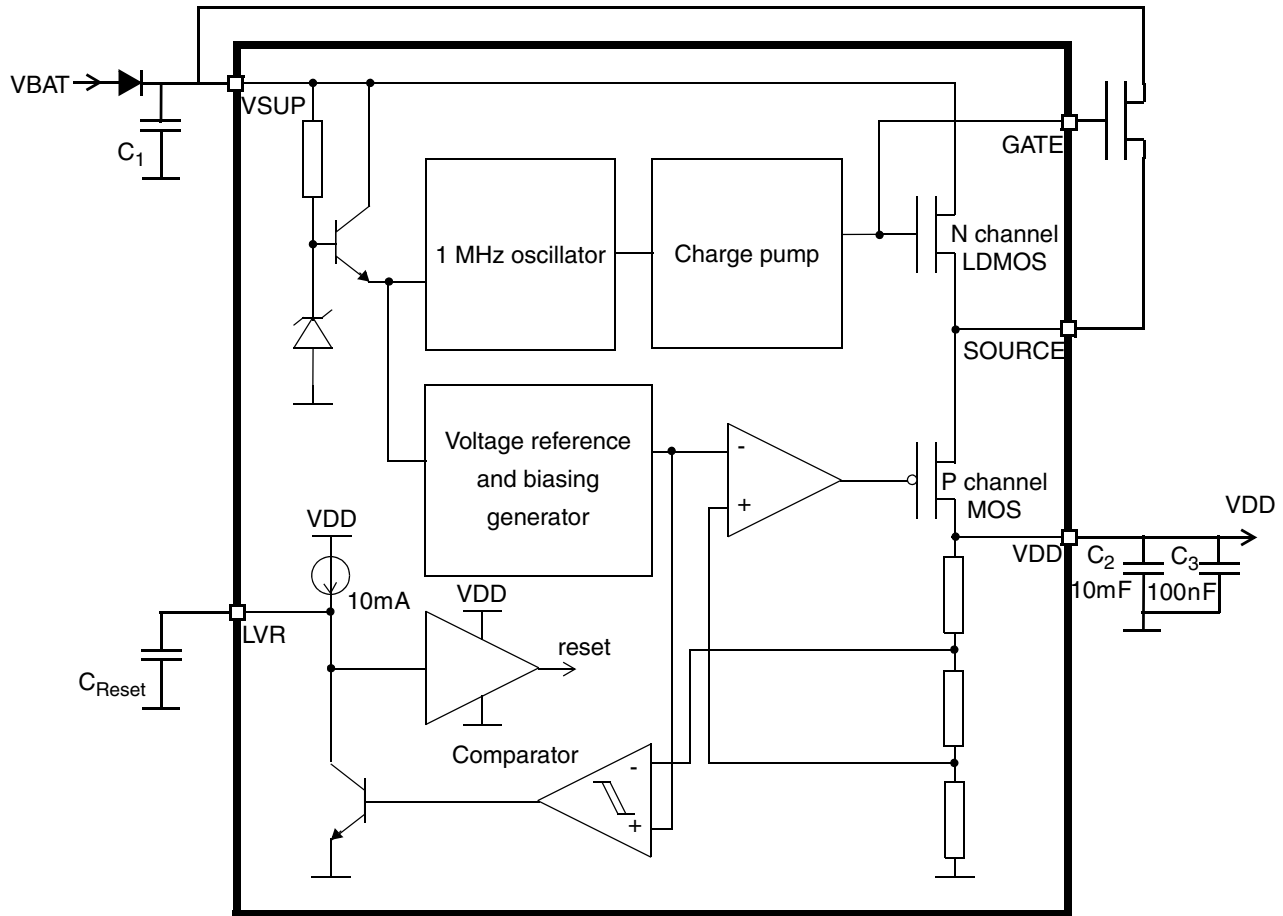 VBAT
VSUP
C1
GATE
1 MHz oscillator
Charge pump
N channel
LDMOS
SOURCE
Voltage reference
and biasing
generator
-
+
P channel
MOS
VDD
VDD
C2
10mF
C3
100nF
VDD
10mA
LVR
CReset
VDD
reset
Comparator
-
+